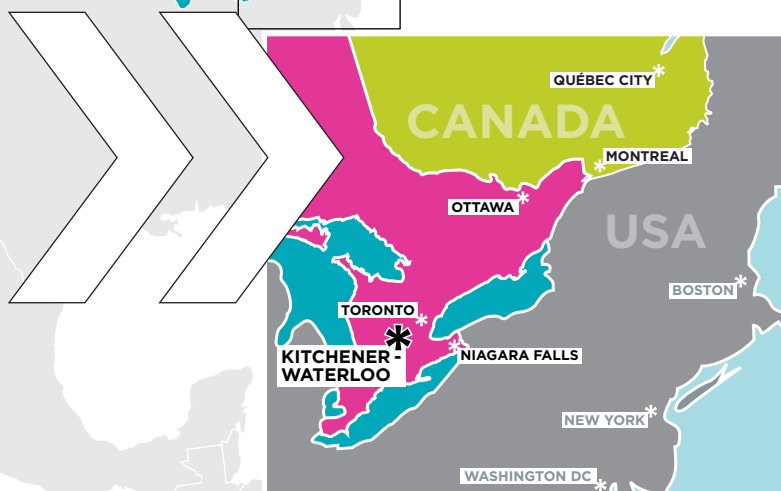 QUÉBEC CITY
CANADA
MONTREAL
OTTAWA
USA
BOSTON
TORONTO
KITCHENER -
WATERLOO
NIAGARA FALLS
NEW YORK
WASHINGTON DC